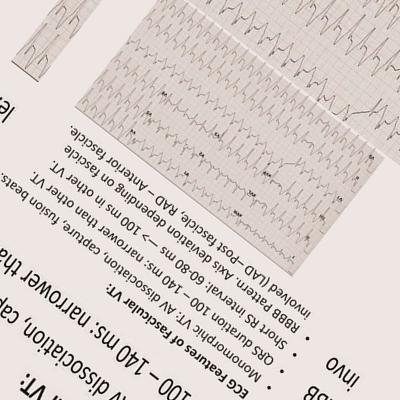 ECG Features of Fascicular VT:
Monomorphic VT: AV dissociation, capture, fusion beats.
QRS duration 100 – 140 ms: narrower than other VT.
Short RS Interval: 60-80 ms —> 100 ms in other VT.
RBBB Pattern. Axis deviation depending on fascicle
involved (LAD –Post fascicle, RAD –Anterior fascicle.
VT:
AV dissociation, cap
100 – 140 ms: narrower tha
BB
invo
le